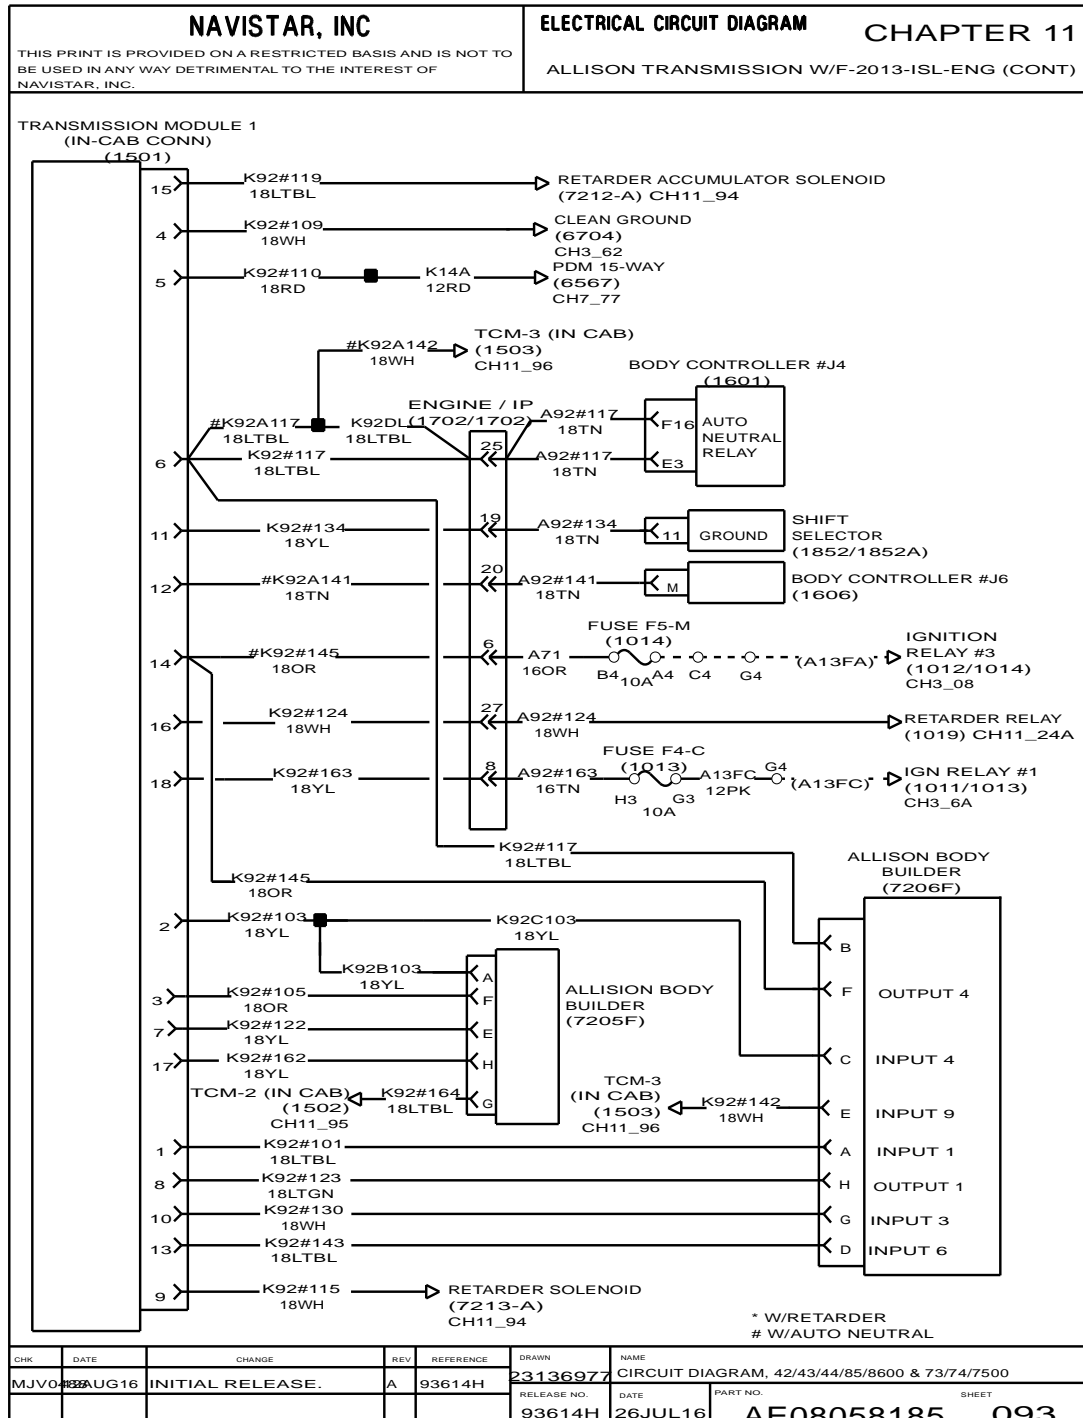 NAVISTAR, INC
THIS PRINT IS PROVIDED ON A RESTRICTED BASIS AND IS NOT TO
BE USED IN ANY WAY DETRIMENTAL TO THE INTEREST OF
NAVISTAR, INC.
ELECTRICAL CIRCUIT DIAGRAM
CHAPTER 11
ALLISON TRANSMISSION W/F-2013-ISL-ENG (CONT)
TRANSMISSION MODULE 1
(IN-CAB CONN)
(1501)
15
K92#119
18LTBL
RETARDER ACCUMULATOR SOLENOID
(7212-A) CH11_94
4
K92#109
18WH
CLEAN GROUND
(6704)
CH3_62
5
K92#110
18RD
K14A
12RD
PDM 15-WAY
(6567)
CH7_77
#K92A142
18WH
TCM-3 (IN CAB)
(1503)
CH11_96
BODY CONTROLLER #J4
(1601)
ENGINE / IP
(1702/1702)
#K92A117
18LTBL
K92DL
18LTBL
A92#117
18TN
F16
AUTO
NEUTRAL
RELAY
6
K92#117
18LTBL
25
A92#117
18TN
E3
11
K92#134
18YL
19
A92#134
18TN
11
GROUND
SHIFT
SELECTOR
(1852/1852A)
12
#K92A141
18TN
20
A92#141
18TN
M
BODY CONTROLLER #J6
(1606)
14
#K92#145
18OR
6
A71
16OR
FUSE F5-M
(1014)
B4
10A
A4
C4
G4
(A13FA)
IGNITION
RELAY #3
(1012/1014)
CH3_08
16
K92#124
18WH
27
A92#124
18WH
RETARDER RELAY
(1019) CH11_24A
18
K92#163
18YL
8
A92#163
16TN
FUSE F4-C
(1013)
H3
10A
G3
A13FC
12PK
G4
(A13FC)
IGN RELAY #1
(1011/1013)
CH3_6A
K92#117
18LTBL
ALLISON BODY
BUILDER
(7206F)
K92#145
18OR
2
K92#103
18YL
K92C103
18YL
B
K92B103
18YL
A
3
K92#105
18OR
F
ALLISION BODY
BUILDER
(7205F)
F
OUTPUT 4
7
K92#122
18YL
E
17
K92#162
18YL
H
C
INPUT 4
TCM-2 (IN CAB)
(1502)
CH11_95
K92#164
18LTBL
G
TCM-3
(IN CAB)
(1503)
CH11_96
K92#142
18WH
E
INPUT 9
1
K92#101
18LTBL
A
INPUT 1
8
K92#123
18LTGN
H
OUTPUT 1
10
K92#130
18WH
G
INPUT 3
13
K92#143
18LTBL
D
INPUT 6
9
K92#115
18WH
RETARDER SOLENOID
(7213-A)
CH11_94
* W/RETARDER
# W/AUTO NEUTRAL
CHK
DATE
CHANGE
REV
REFERENCE
INITIAL RELEASE.
A
93614H
DRAWN
23136977
NAME
CIRCUIT DIAGRAM, 42/43/44/85/8600 & 73/74/7500
RELEASE NO.
93614H
DATE
26JUL16
PART NO.
AE08058185
SHEET
093